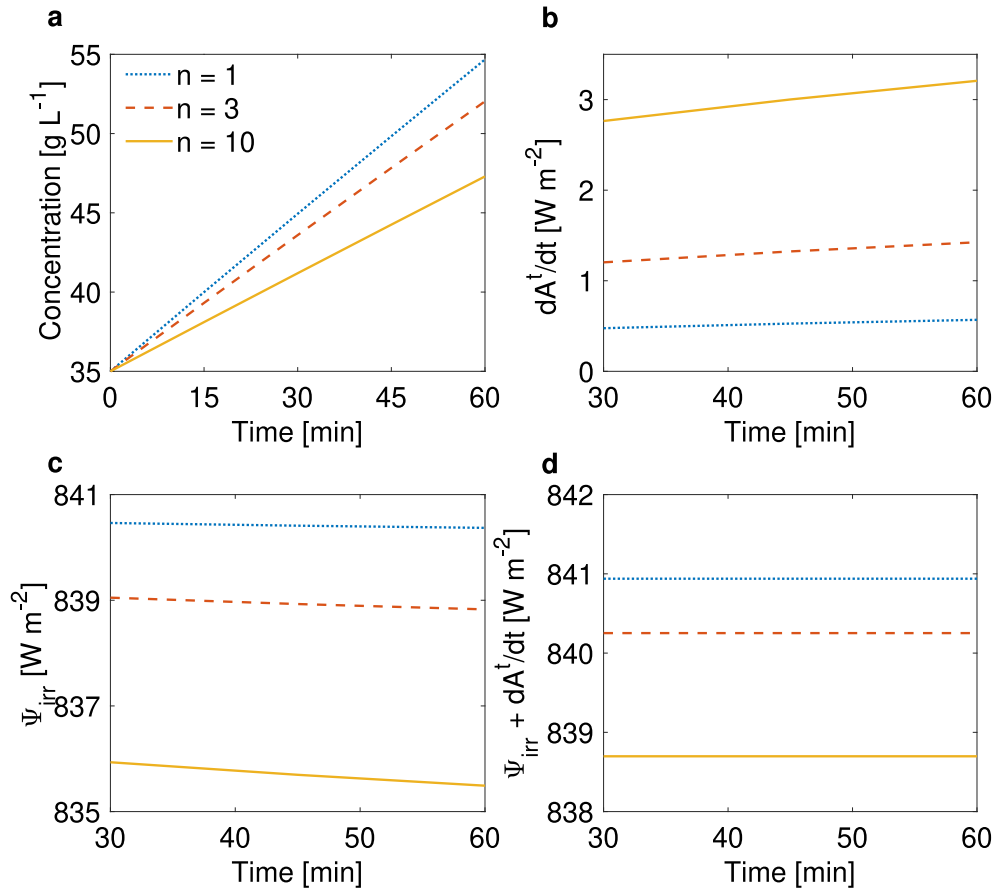 a
Concentration [g L⁻¹]
55
50
45
40
35
n = 1
n = 3
n = 10
0 15 30 45 60
Time [min]
b
dAᵗ/dt [W m⁻²]
3
2
1
0
30 40 50 60
Time [min]
c
Ψᵢᵣᵣ [W m⁻²]
841
839
837
835
30 40 50 60
Time [min]
d
Ψᵢᵣᵣ + dAᵗ/dt [W m⁻²]
842
841
840
839
838
30 40 50 60
Time [min]